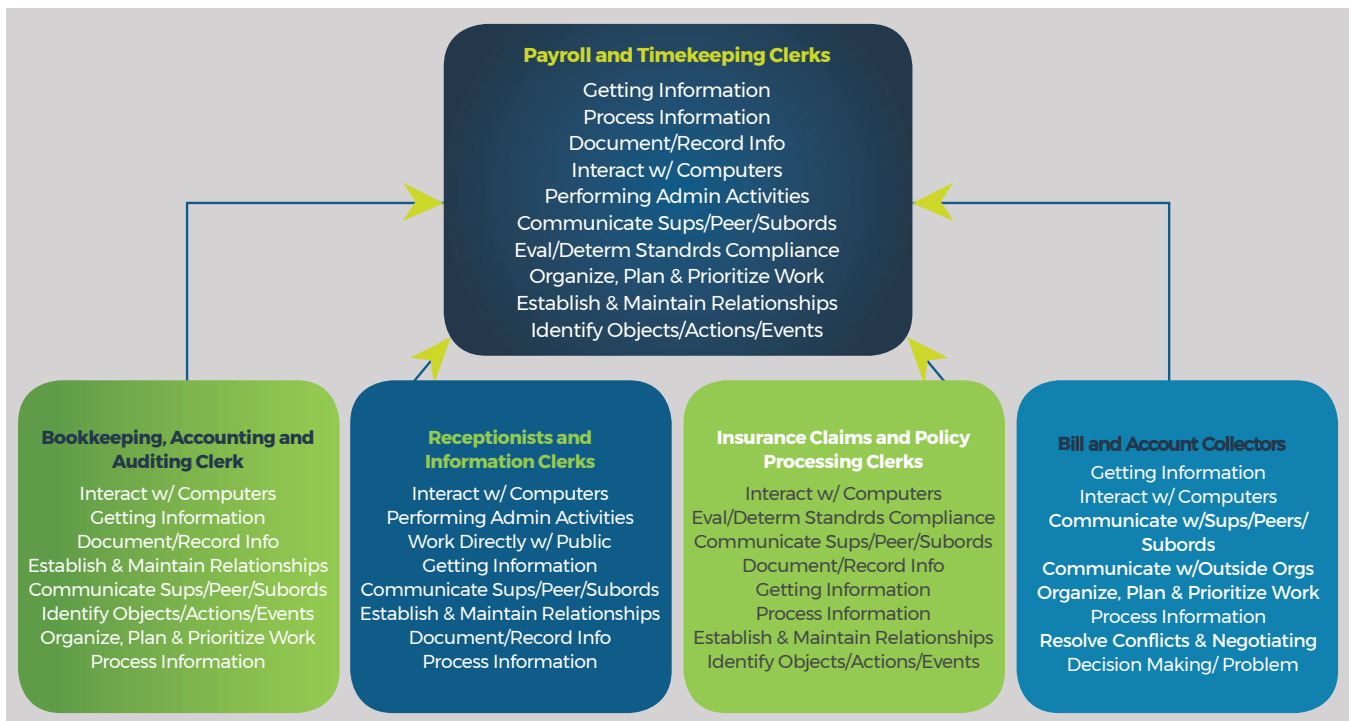 Payroll and Timekeeping Clerks
Getting Information
Process Information
Document/Record Info
Interact w/ Computers
Performing Admin Activities
Communicate Sups/Peer/Subords
Eval/Determ Standrds Compliance
Organize, Plan & Prioritize Work
Establish & Maintain Relationships
Identify Objects/Actions/Events
Bookkeeping, Accounting and
Auditing Clerk
Interact w/ Computers
Getting Information
Document/Record Info
Establish & Maintain Relationships
Communicate Sups/Peer/Subords
Identify Objects/Actions/Events
Organize, Plan & Prioritize Work
Process Information
Receptionists and
Information Clerks
Interact w/ Computers
Performing Admin Activities
Work Directly w/ Public
Getting Information
Communicate Sups/Peer/Subords
Establish & Maintain Relationships
Document/Record Info
Process Information
Insurance Claims and Policy
Processing Clerks
Interact w/ Computers
Eval/Determ Standrds Compliance
Communicate Sups/Peer/Subords
Document/Record Info
Getting Information
Process Information
Establish & Maintain Relationships
Identify Objects/Actions/Events
Bill and Account Collectors
Getting Information
Interact w/ Computers
Communicate w/Sups/Peers/
Subords
Communicate w/Outside Orgs
Organize, Plan & Prioritize Work
Process Information
Resolve Conflicts & Negotiating
Decision Making/ Problem